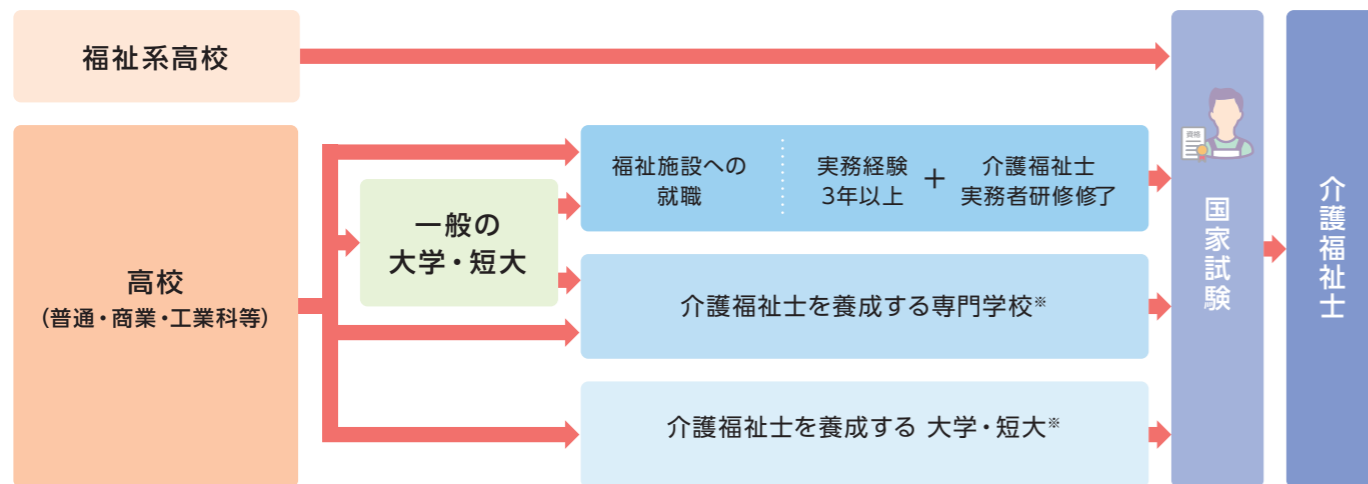 福祉系高校
高校
（普通・商業・工業科等）
一般の
大学・短大
福祉施設への
就職
実務経験
3年以上
＋
介護福祉士
実務者研修修了
介護福祉士を養成する専門学校※
介護福祉士を養成する 大学・短大※
資格
国家試験
介護福祉士